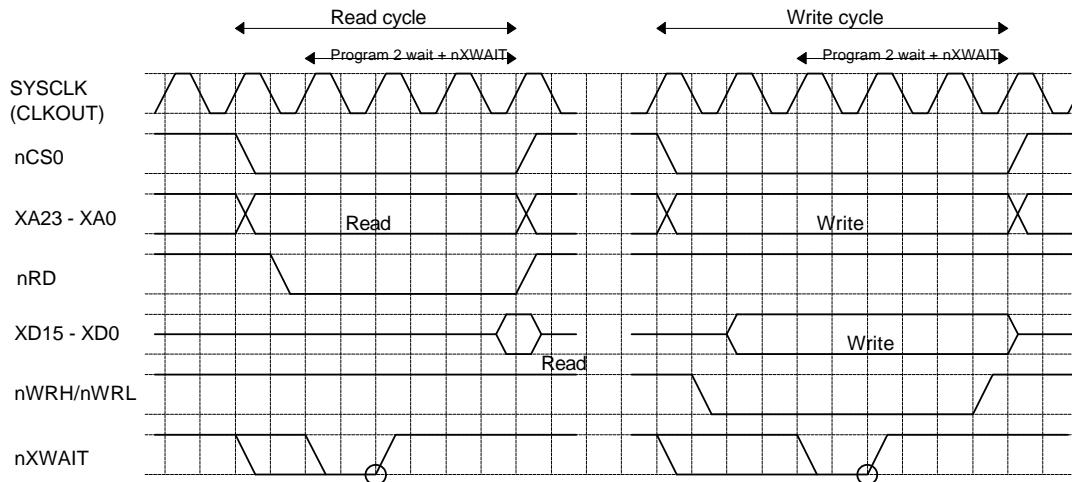 Read cycle
Write cycle
Program 2 wait + nXWAIT
Program 2 wait + nXWAIT
SYSCLK
(CLKOUT)
nCS0
XA23 - XA0
Read
Write
nRD
XD15 - XD0
Read
Write
nWRH/nWRL
nXWAIT